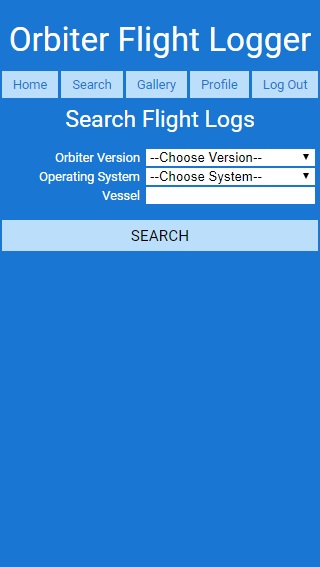 Orbiter Flight Logger
Home Search Gallery Profile Log Out
Search Flight Logs
Orbiter Version --Choose Version--
Operating System --Choose System--
Vessel
SEARCH